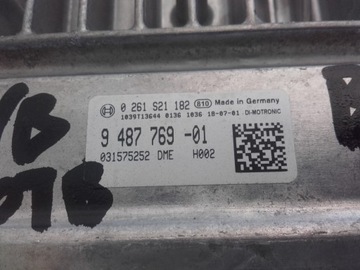 BOSCH 0 261 S21 182 810 Made in Germany
1039T13644 0136 1036 18-07-01 DI-MOTRONIC
9 487 769 -01
031575252 DME H002